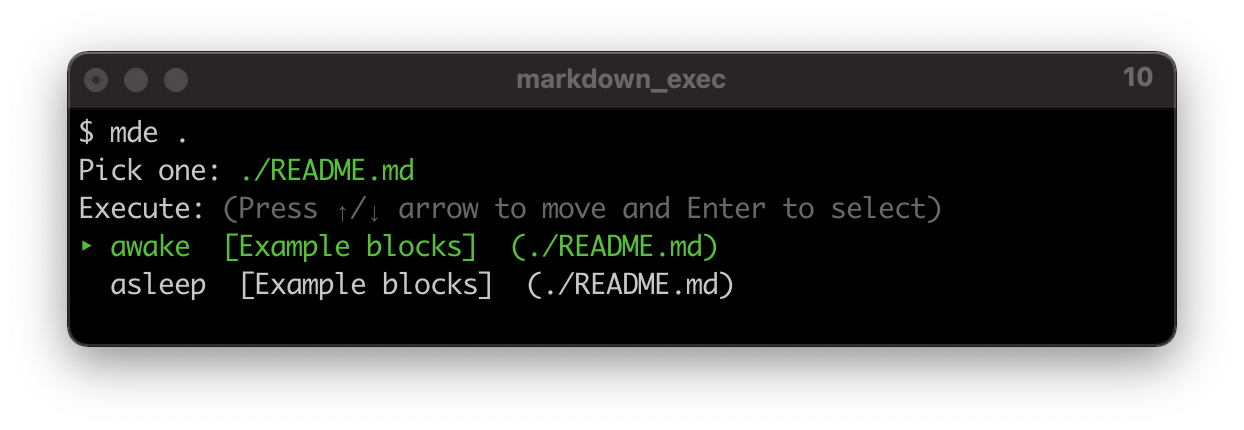 markdown_exec 10
$ mde .
Pick one: ./README.md
Execute: (Press ↑/↓ arrow to move and Enter to select)
‣ awake  [Example blocks]  (./README.md)
  asleep  [Example blocks]  (./README.md)